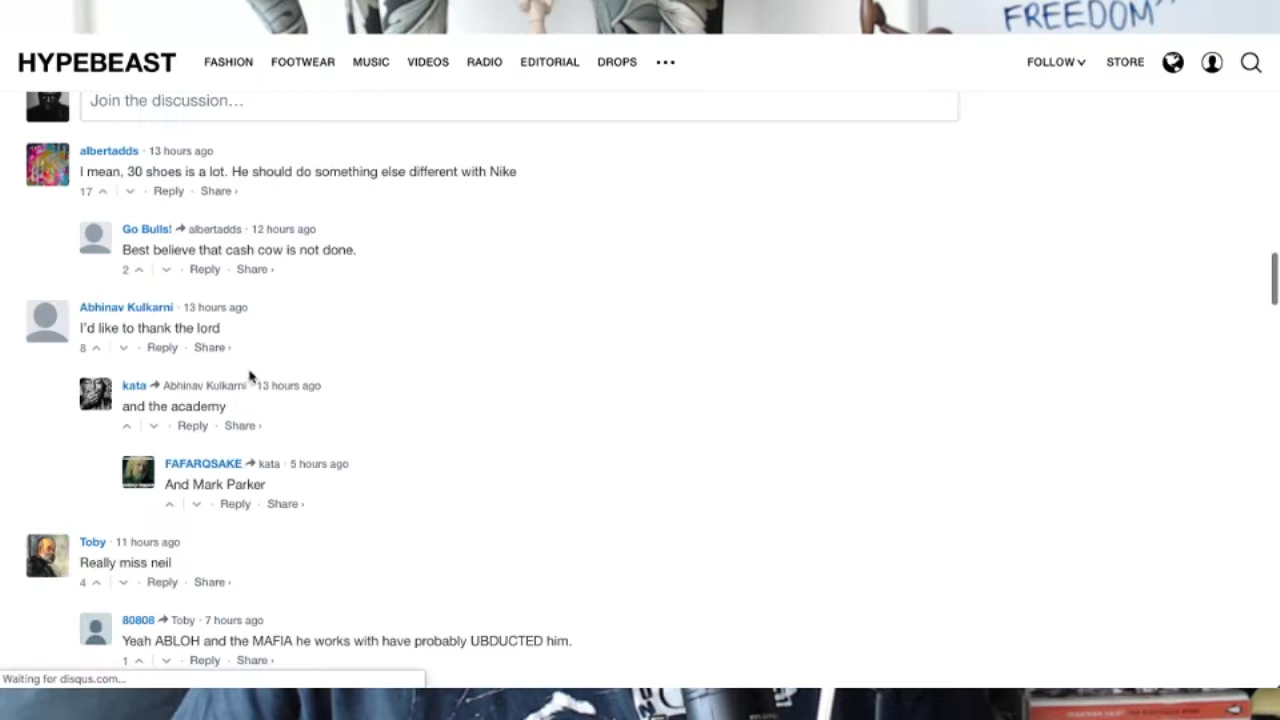 FREEDOM”
HYPEBEAST FASHION FOOTWEAR MUSIC VIDEOS RADIO EDITORIAL DROPS ••• FOLLOW STORE
Join the discussion…
albertadds · 13 hours ago
I mean, 30 shoes is a lot. He should do something else different with Nike
17 · Reply · Share ›
Go Bulls! albertadds · 12 hours ago
Best believe that cash cow is not done.
2 · Reply · Share ›
Abhinav Kulkarni · 13 hours ago
I'd like to thank the lord
8 · Reply · Share ›
kata Abhinav Kulkarni · 13 hours ago
and the academy
· Reply · Share ›
FAFARQSAKE kata · 5 hours ago
And Mark Parker
· Reply · Share ›
Toby · 11 hours ago
Really miss neil
4 · Reply · Share ›
80808 Toby · 7 hours ago
Yeah ABLOH and the MAFIA he works with have probably UBDUCTED him.
1 · Reply · Share ›
Waiting for disqus.com...